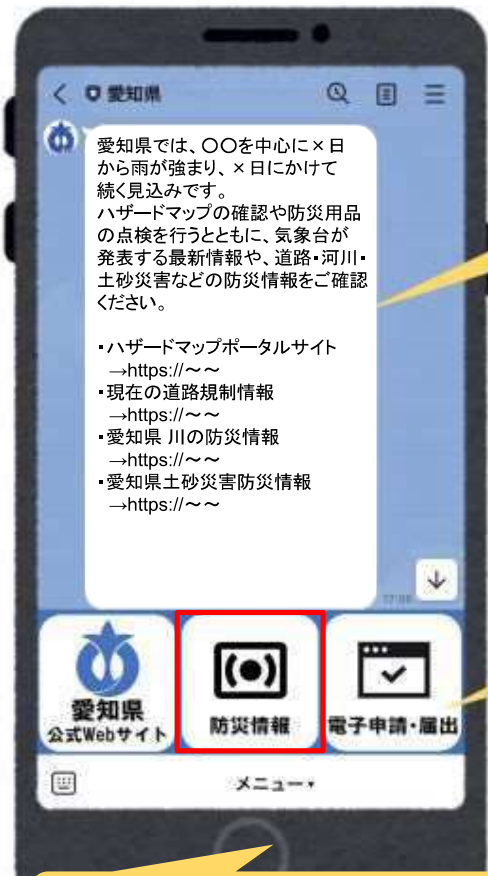 愛知県
愛知県では、〇〇を中心に×日
から雨が強まり、×日にかけて
続く見込みです。
ハザードマップの確認や防災用品
の点検を行うとともに、気象台が
発表する最新情報や、道路・河川・
土砂災害などの防災情報をご確認
ください。
・ハザードマップポータルサイト
→https://～～
・現在の道路規制情報
→https://～～
・愛知県 川の防災情報
→https://～～
・愛知県土砂災害防災情報
→https://～～
愛知県
公式Webサイト
防災情報
電子申請・届出
メニュー▾